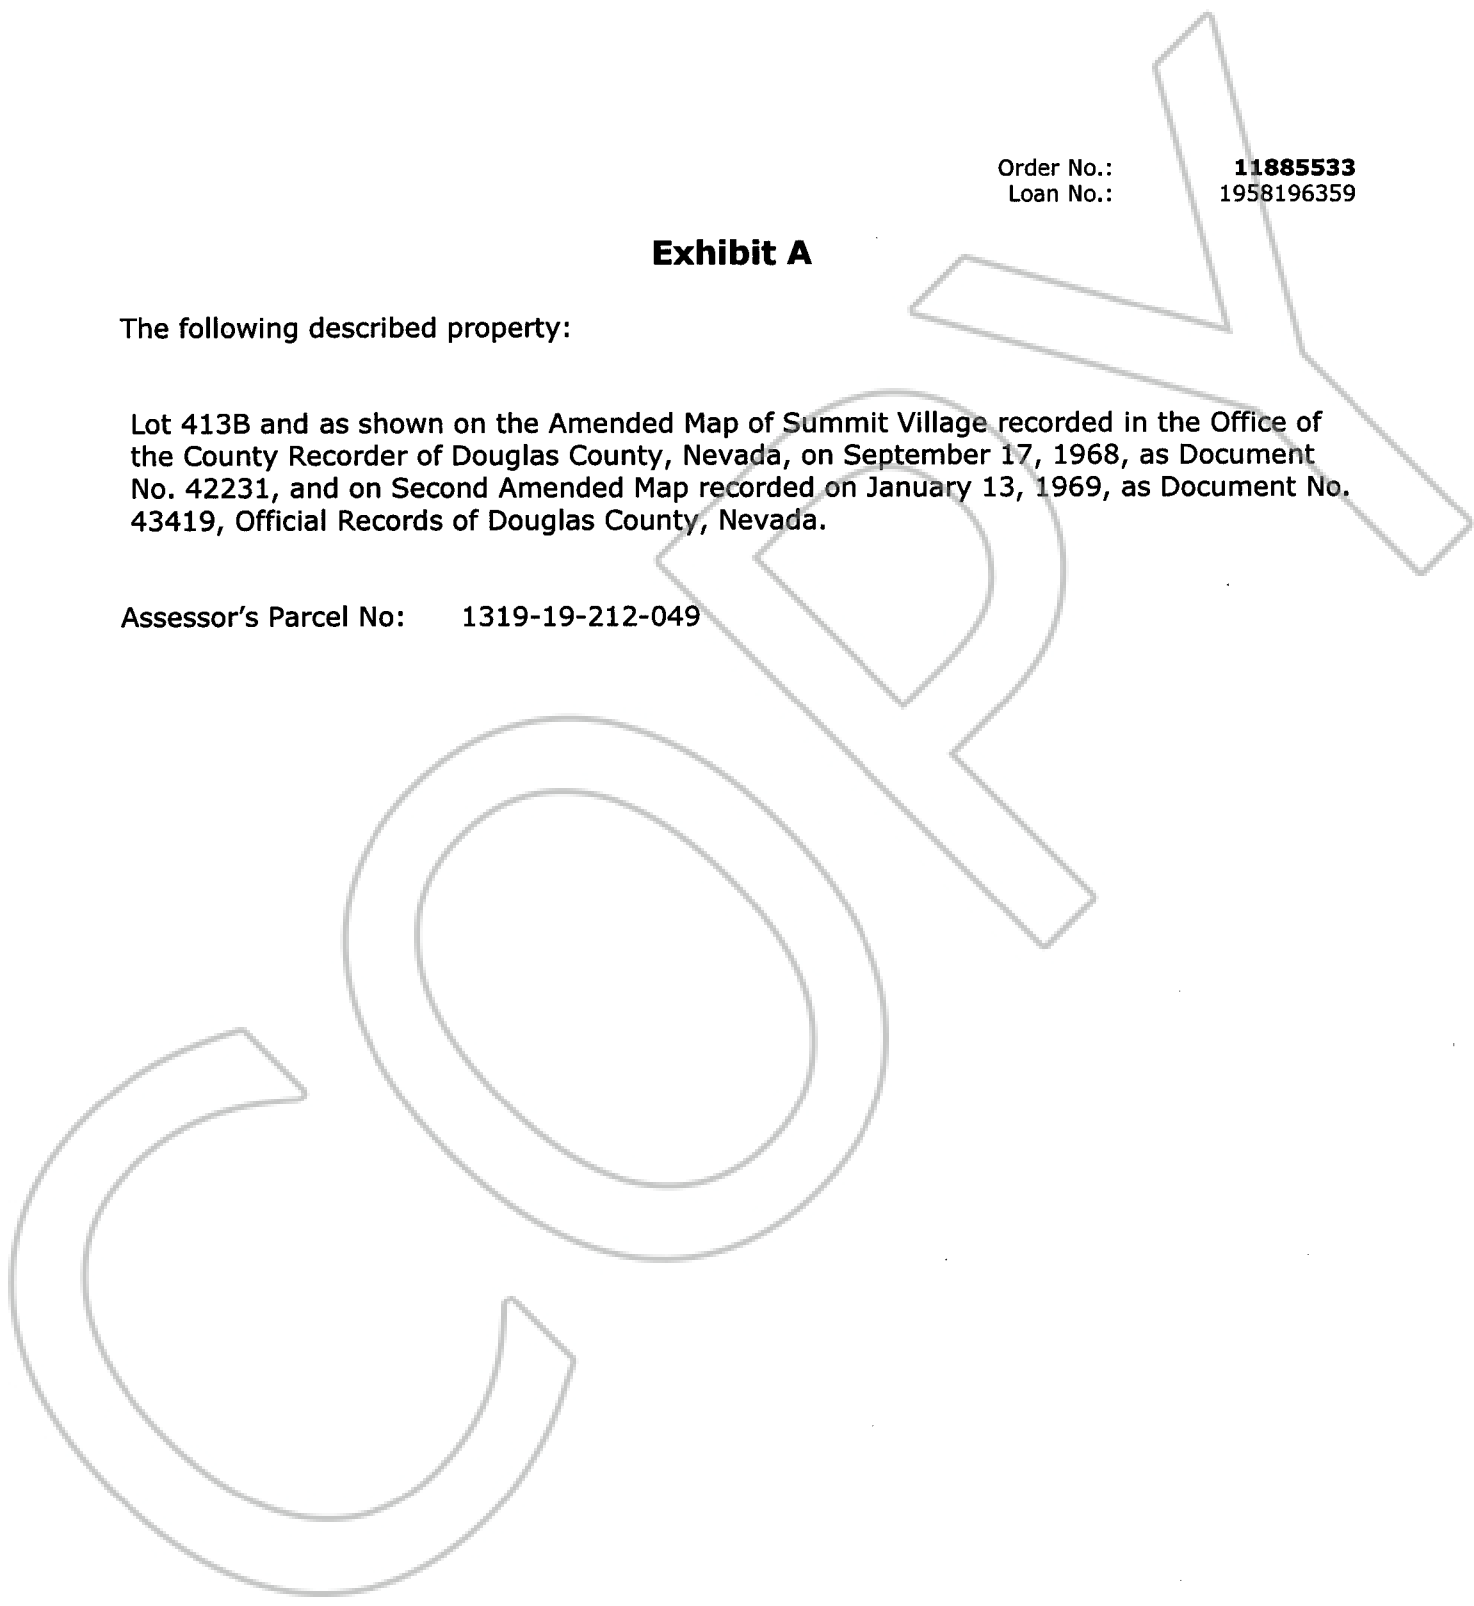 Order No.: 11885533
Loan No.: 1958196359
Exhibit A
The following described property:
Lot 413B and as shown on the Amended Map of Summit Village recorded in the Office of
the County Recorder of Douglas County, Nevada, on September 17, 1968, as Document
No. 42231, and on Second Amended Map recorded on January 13, 1969, as Document No.
43419, Official Records of Douglas County, Nevada.
Assessor's Parcel No: 1319-19-212-049
COPY